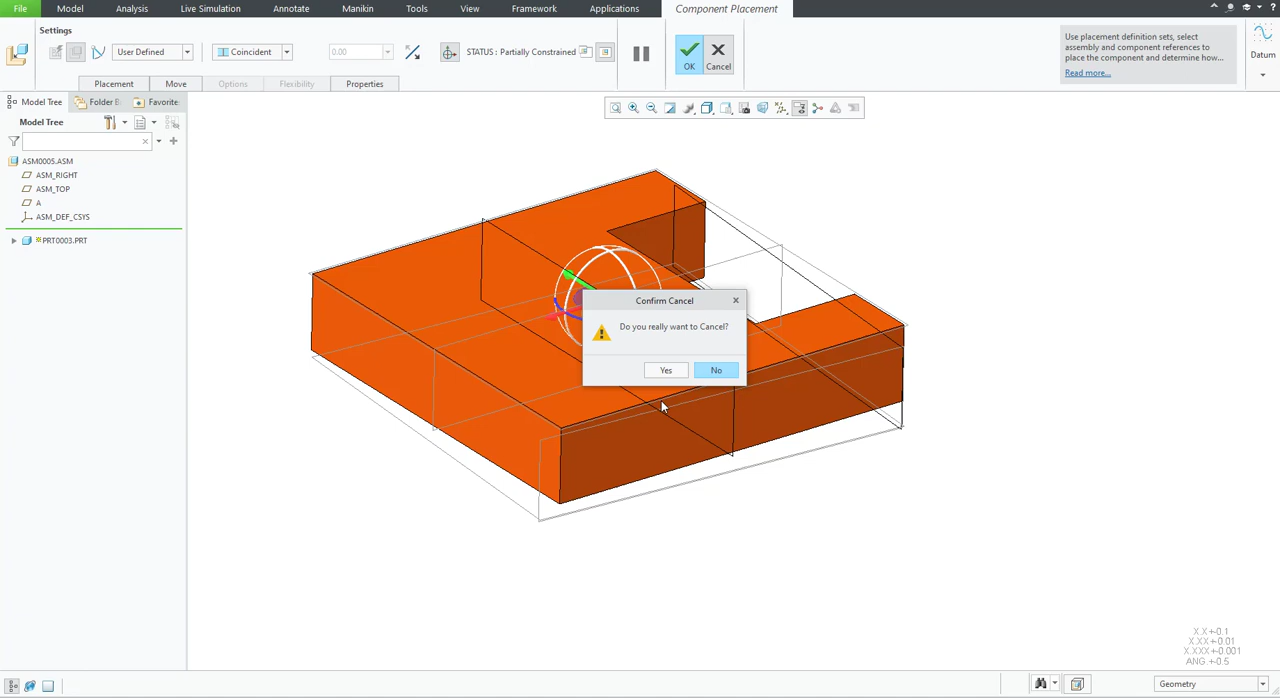 File Model Analysis Live Simulation Annotate Manikin Tools View Framework Applications Component Placement
Settings
User Defined Coincident 0.00 STATUS : Partially Constrained OK Cancel
Use placement definition sets, select
assembly and component references to
place the component and determine how...
Read more...
Datum
Placement Move Options Flexibility Properties
Model Tree Folder B Favorite
Model Tree
ASM0005.ASM
ASM_RIGHT
ASM_TOP
A
ASM_DEF_CSYS
PRT0003.PRT
Confirm Cancel
Do you really want to Cancel?
Yes No
X.X+-0.1
X.XX+-0.01
X.XXX+-0.001
ANG.+-0.5
Geometry